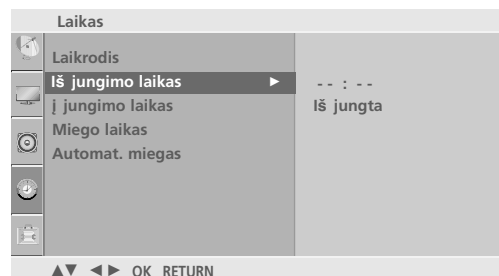 Laikas
Laikrodis
Iš jungimo laikas ►
- - : - -
į jungimo laikas
Iš jungta
Miego laikas
Automat. miegas
▲▼ ◄► OK RETURN